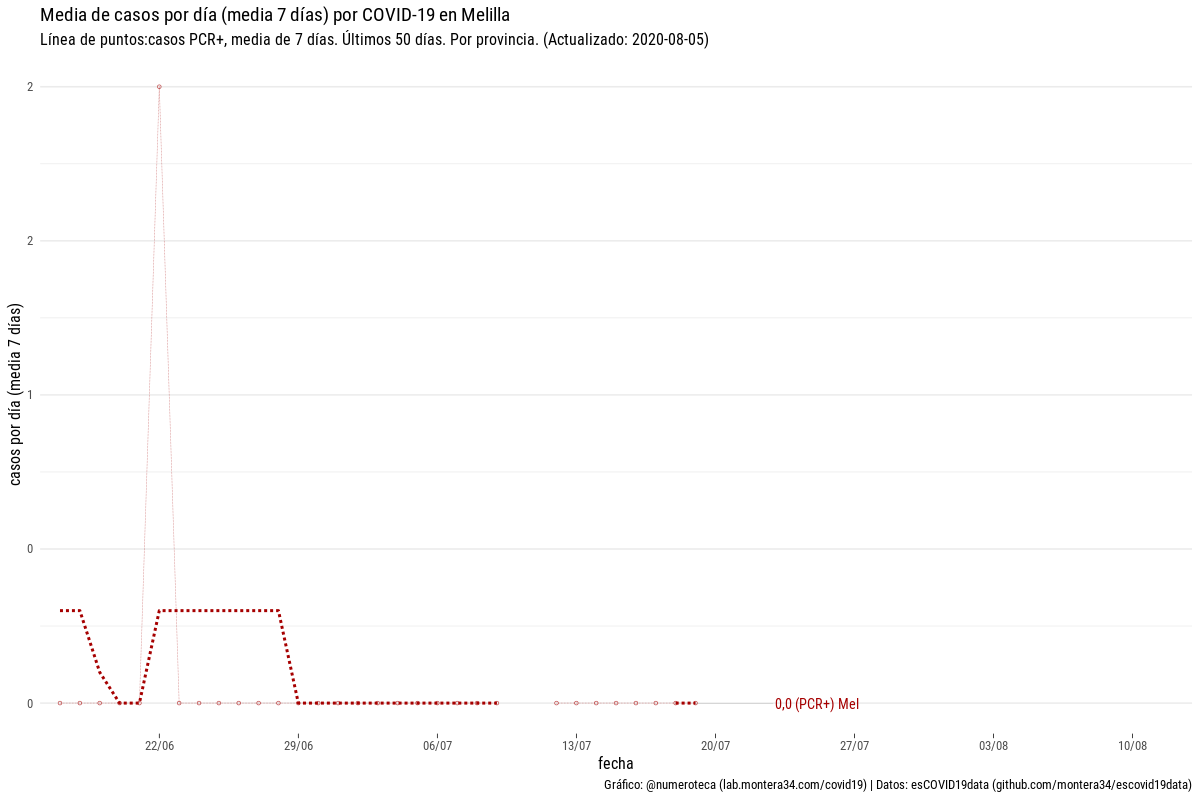 Media de casos por día (media 7 días) por COVID-19 en Melilla
Línea de puntos:casos PCR+, media de 7 días. Últimos 50 días. Por provincia. (Actualizado: 2020-08-05)
casos por día (media 7 días)
2
2
1
0
0
0,0 (PCR+) Mel
22/06
29/06
06/07
13/07
20/07
27/07
03/08
10/08
fecha
Gráfico: @numeroteca (lab.montera34.com/covid19) | Datos: esCOVID19data (github.com/montera34/escovid19data)